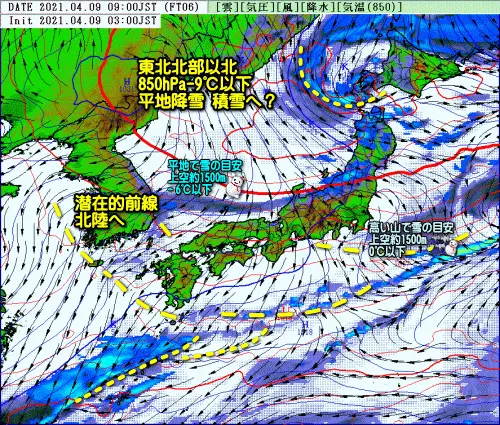 DATE 2021.04.09 09:00JST (FT06)
[雲][気圧][風][降水][気温(850)]
Init 2021.04.09 03:00JST
東北北部以北
850hPa-9℃以下
平地降雪 積雪へ？
H
平地で雪の目安
上空約1500m
-6℃以下
潜在的前線
北陸へ
高い山で雪の目安
上空約1500m
0℃以下